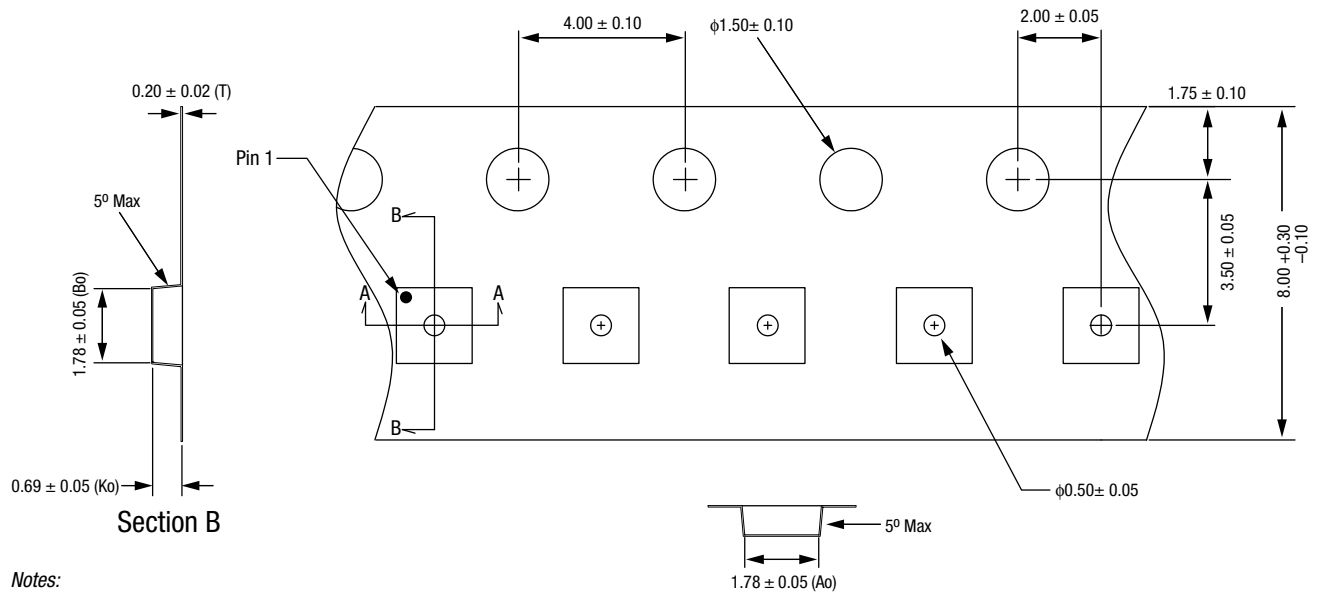 4.00 ± 0.10
ϕ1.50± 0.10
2.00 ± 0.05
0.20 ± 0.02 (T)
1.75 ± 0.10
Pin 1
5º Max
B
A
A
1.78 ± 0.05 (Bo)
3.50 ± 0.05
8.00 +0.30
−0.10
B
0.69 ± 0.05 (Ko)
ϕ0.50± 0.05
Section B
5º Max
Notes:
1.78 ± 0.05 (Ao)